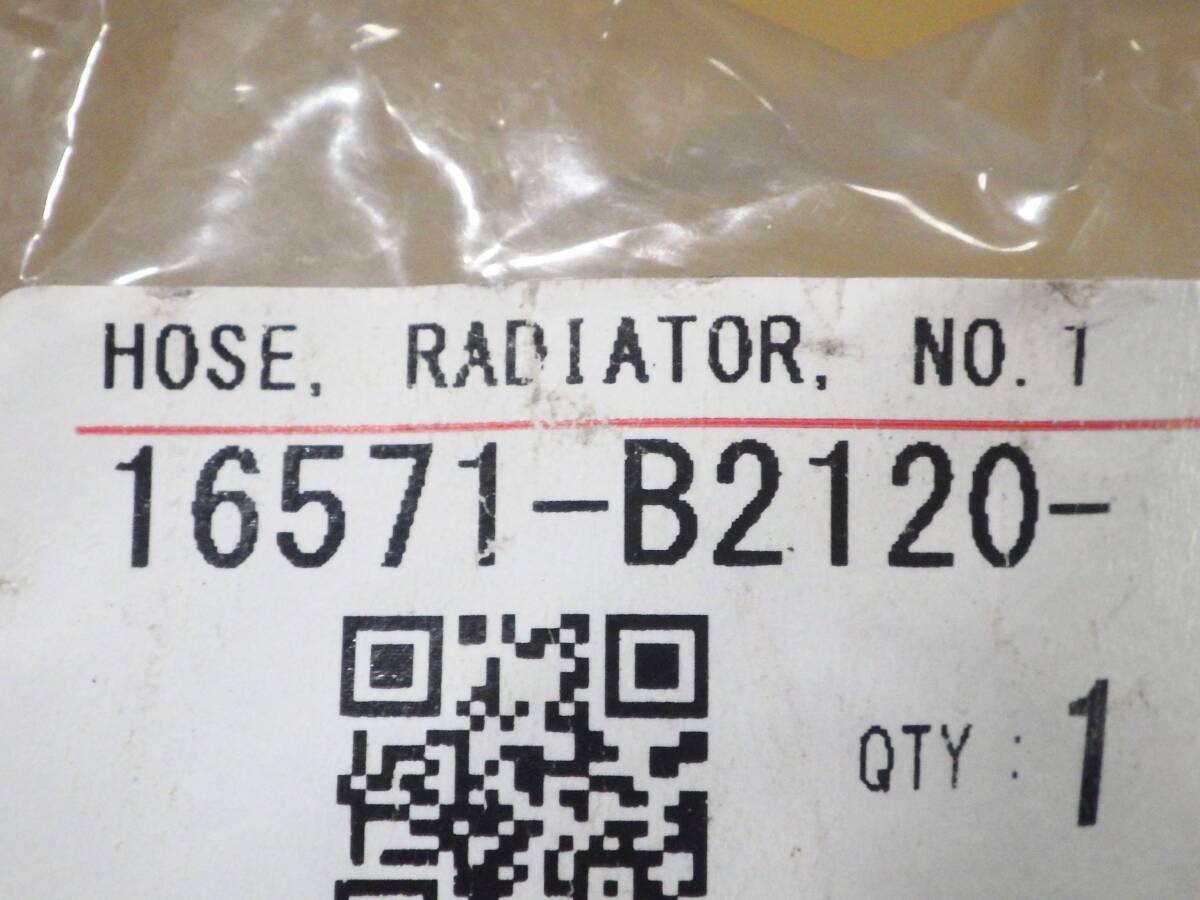 HOSE, RADIATOR, NO. 1
16571-B2120-
QTY : 1